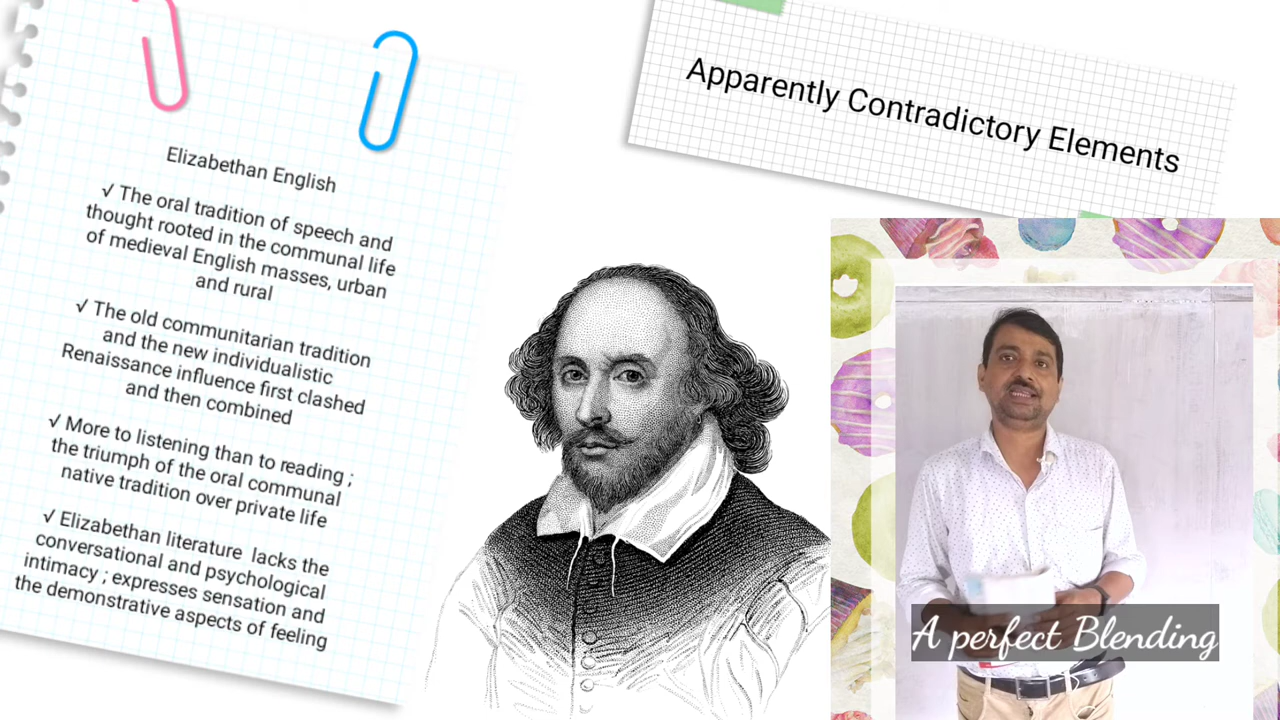 Apparently Contradictory Elements
Elizabethan English
✓ The oral tradition of speech and
thought rooted in the communal life
of medieval English masses, urban
and rural
✓ The old communitarian tradition
and the new individualistic
Renaissance influence first clashed
and then combined
✓ More to listening than to reading ;
the triumph of the oral communal
native tradition over private life
✓ Elizabethan literature lacks the
conversational and psychological
intimacy ; expresses sensation and
the demonstrative aspects of feeling
A perfect Blending